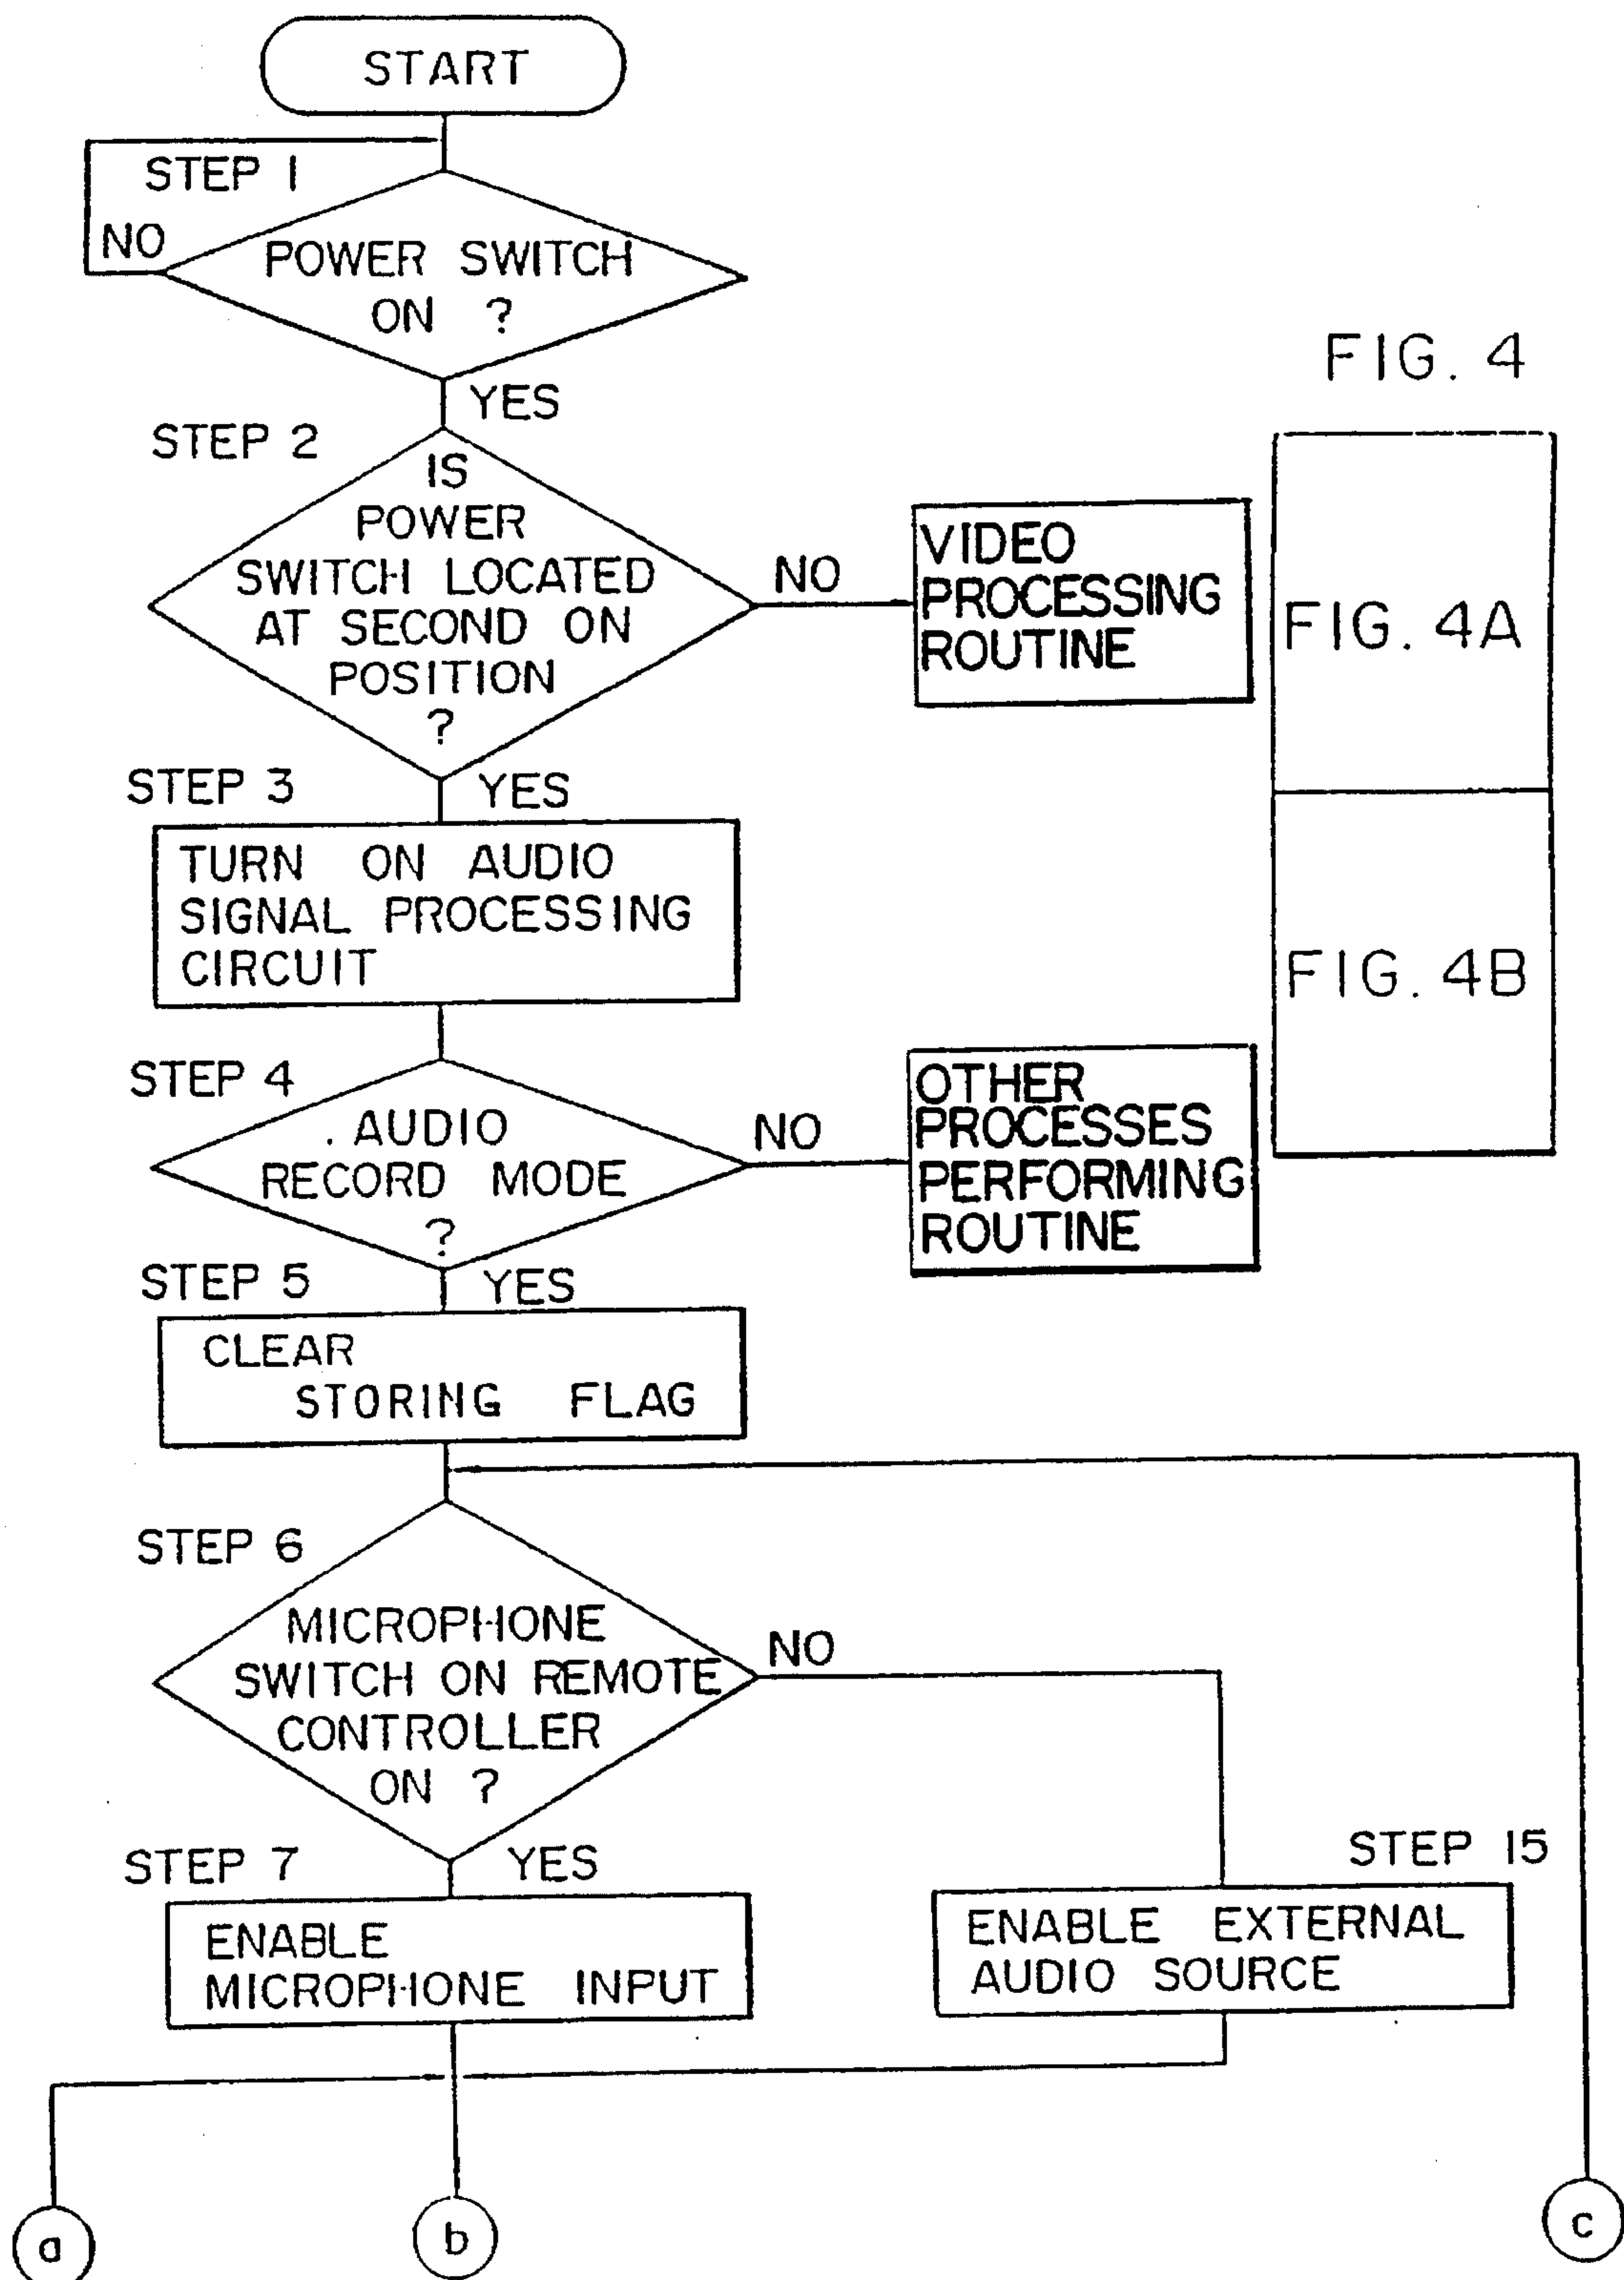 START
STEP 1
NO
POWER SWITCH
ON ?
YES
STEP 2
IS
POWER
SWITCH LOCATED
AT SECOND ON
POSITION
?
NO
VIDEO
PROCESSING
ROUTINE
FIG. 4
FIG. 4A
FIG. 4B
STEP 3
YES
TURN ON AUDIO
SIGNAL PROCESSING
CIRCUIT
STEP 4
AUDIO
RECORD MODE
?
NO
OTHER
PROCESSES
PERFORMING
ROUTINE
STEP 5
YES
CLEAR
STORING FLAG
STEP 6
MICROPHONE
SWITCH ON REMOTE
CONTROLLER
ON ?
NO
STEP 7
YES
ENABLE
MICROPHONE INPUT
STEP 15
ENABLE EXTERNAL
AUDIO SOURCE
a
b
c